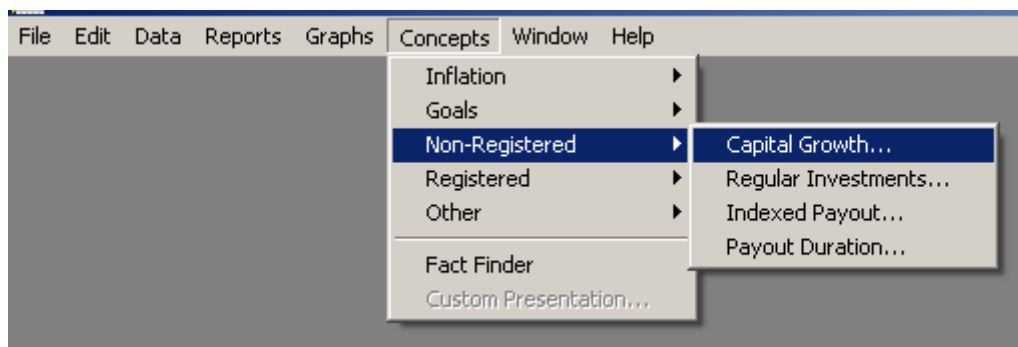 File Edit Data Reports Graphs Concepts Window Help
Inflation
Goals
Non-Registered
Capital Growth...
Registered
Regular Investments...
Other
Indexed Payout...
Payout Duration...
Fact Finder
Custom Presentation...